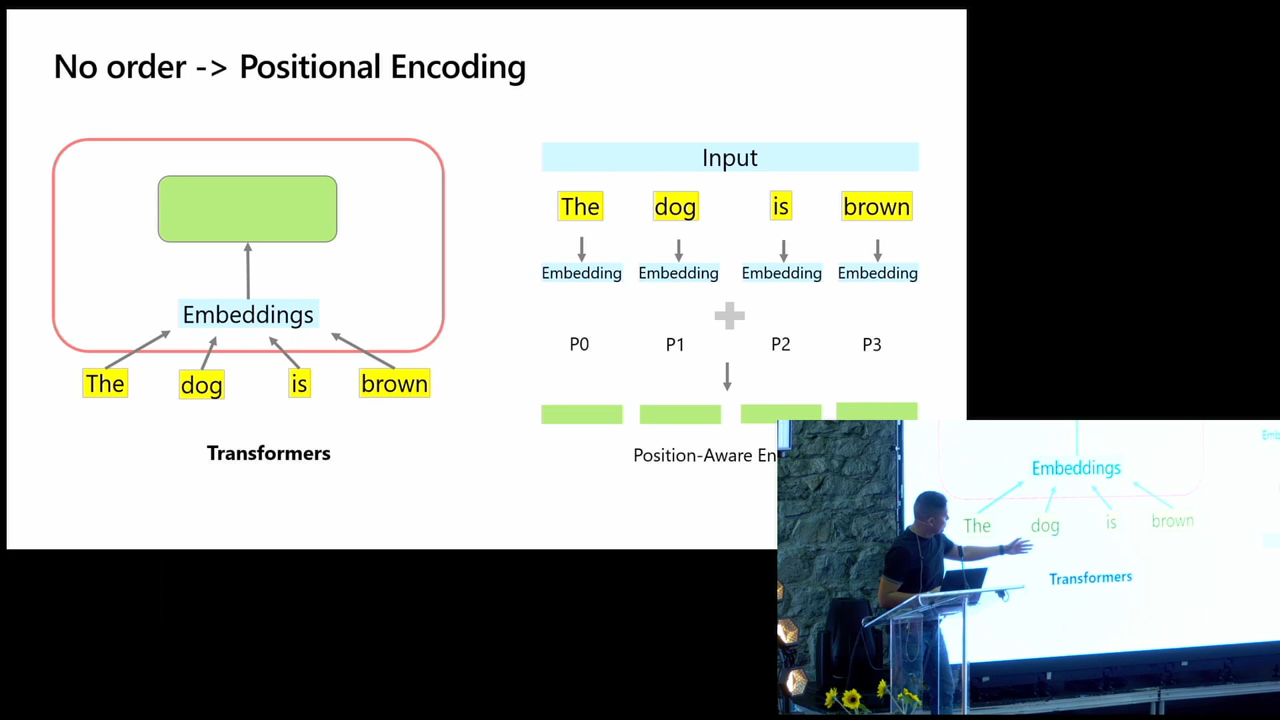 No order -> Positional Encoding
Embeddings
The dog is brown
Transformers
Input
The dog is brown
Embedding Embedding Embedding Embedding
P0 P1 P2 P3
Position-Aware En
Embeddings
The dog is brown
Transformers